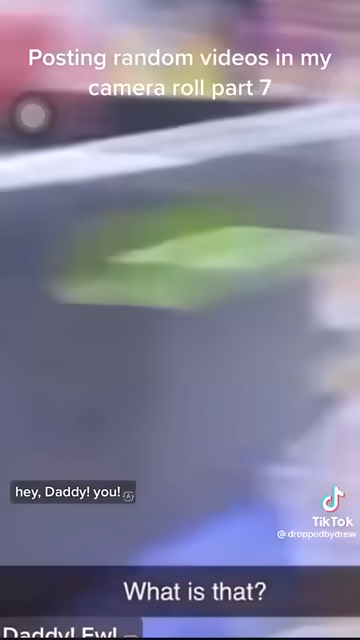 Posting random videos in my
camera roll part 7
hey, Daddy! you!
TikTok
@droppedbydrew
What is that?
Daddy! Ew!